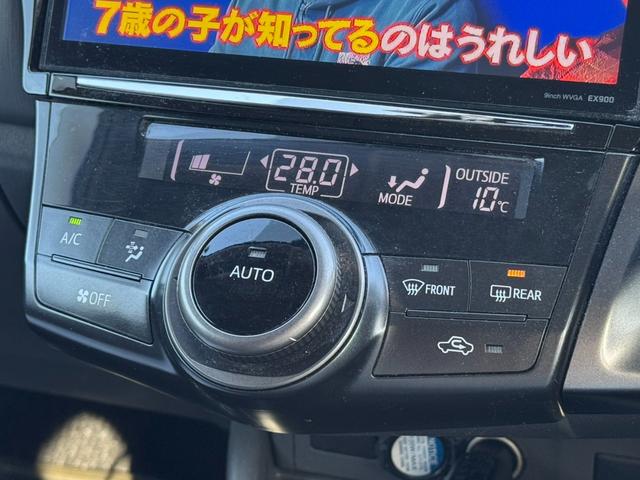 7歳の子が知ってるのはうれしい
9inch WVGA EX900
28.0
TEMP
MODE
OUTSIDE
10℃
A/C
AUTO
OFF
FRONT
REAR